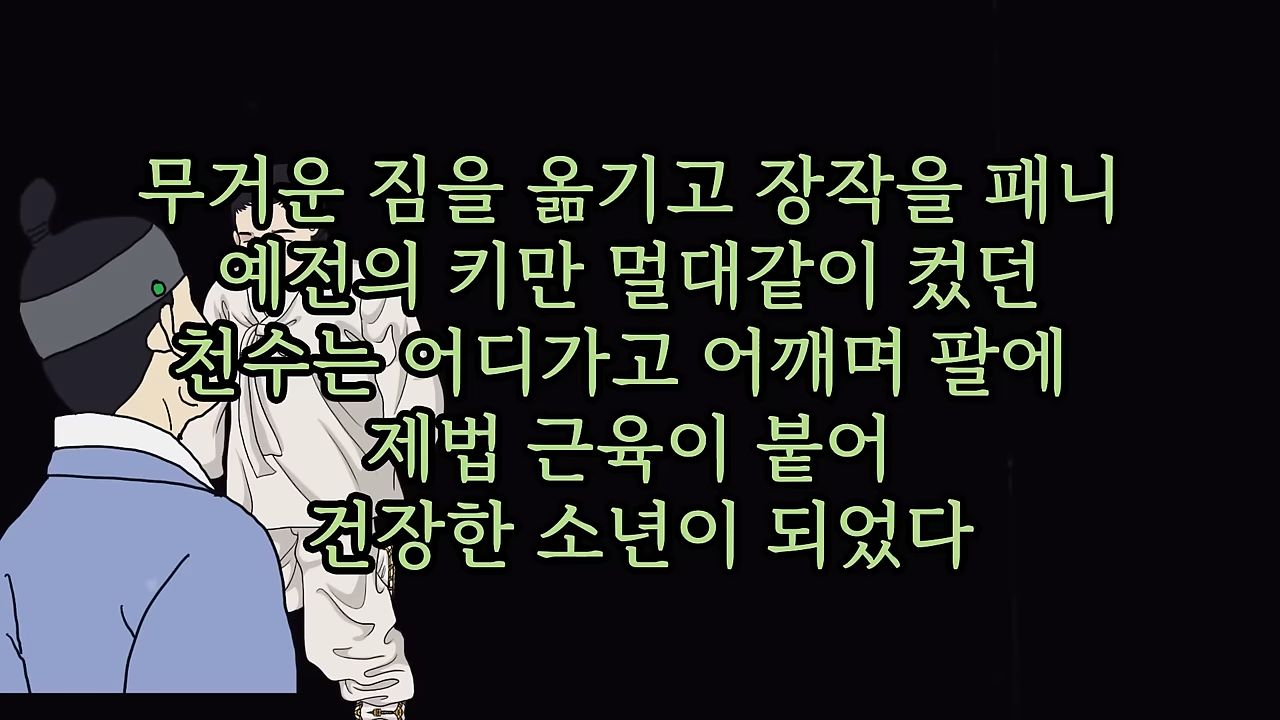 무거운 짐을 옮기고 장작을 패니
예전의 키만 멀대같이 컸던
천수는 어디가고 어깨며 팔에
제법 근육이 붙어
건장한 소년이 되었다